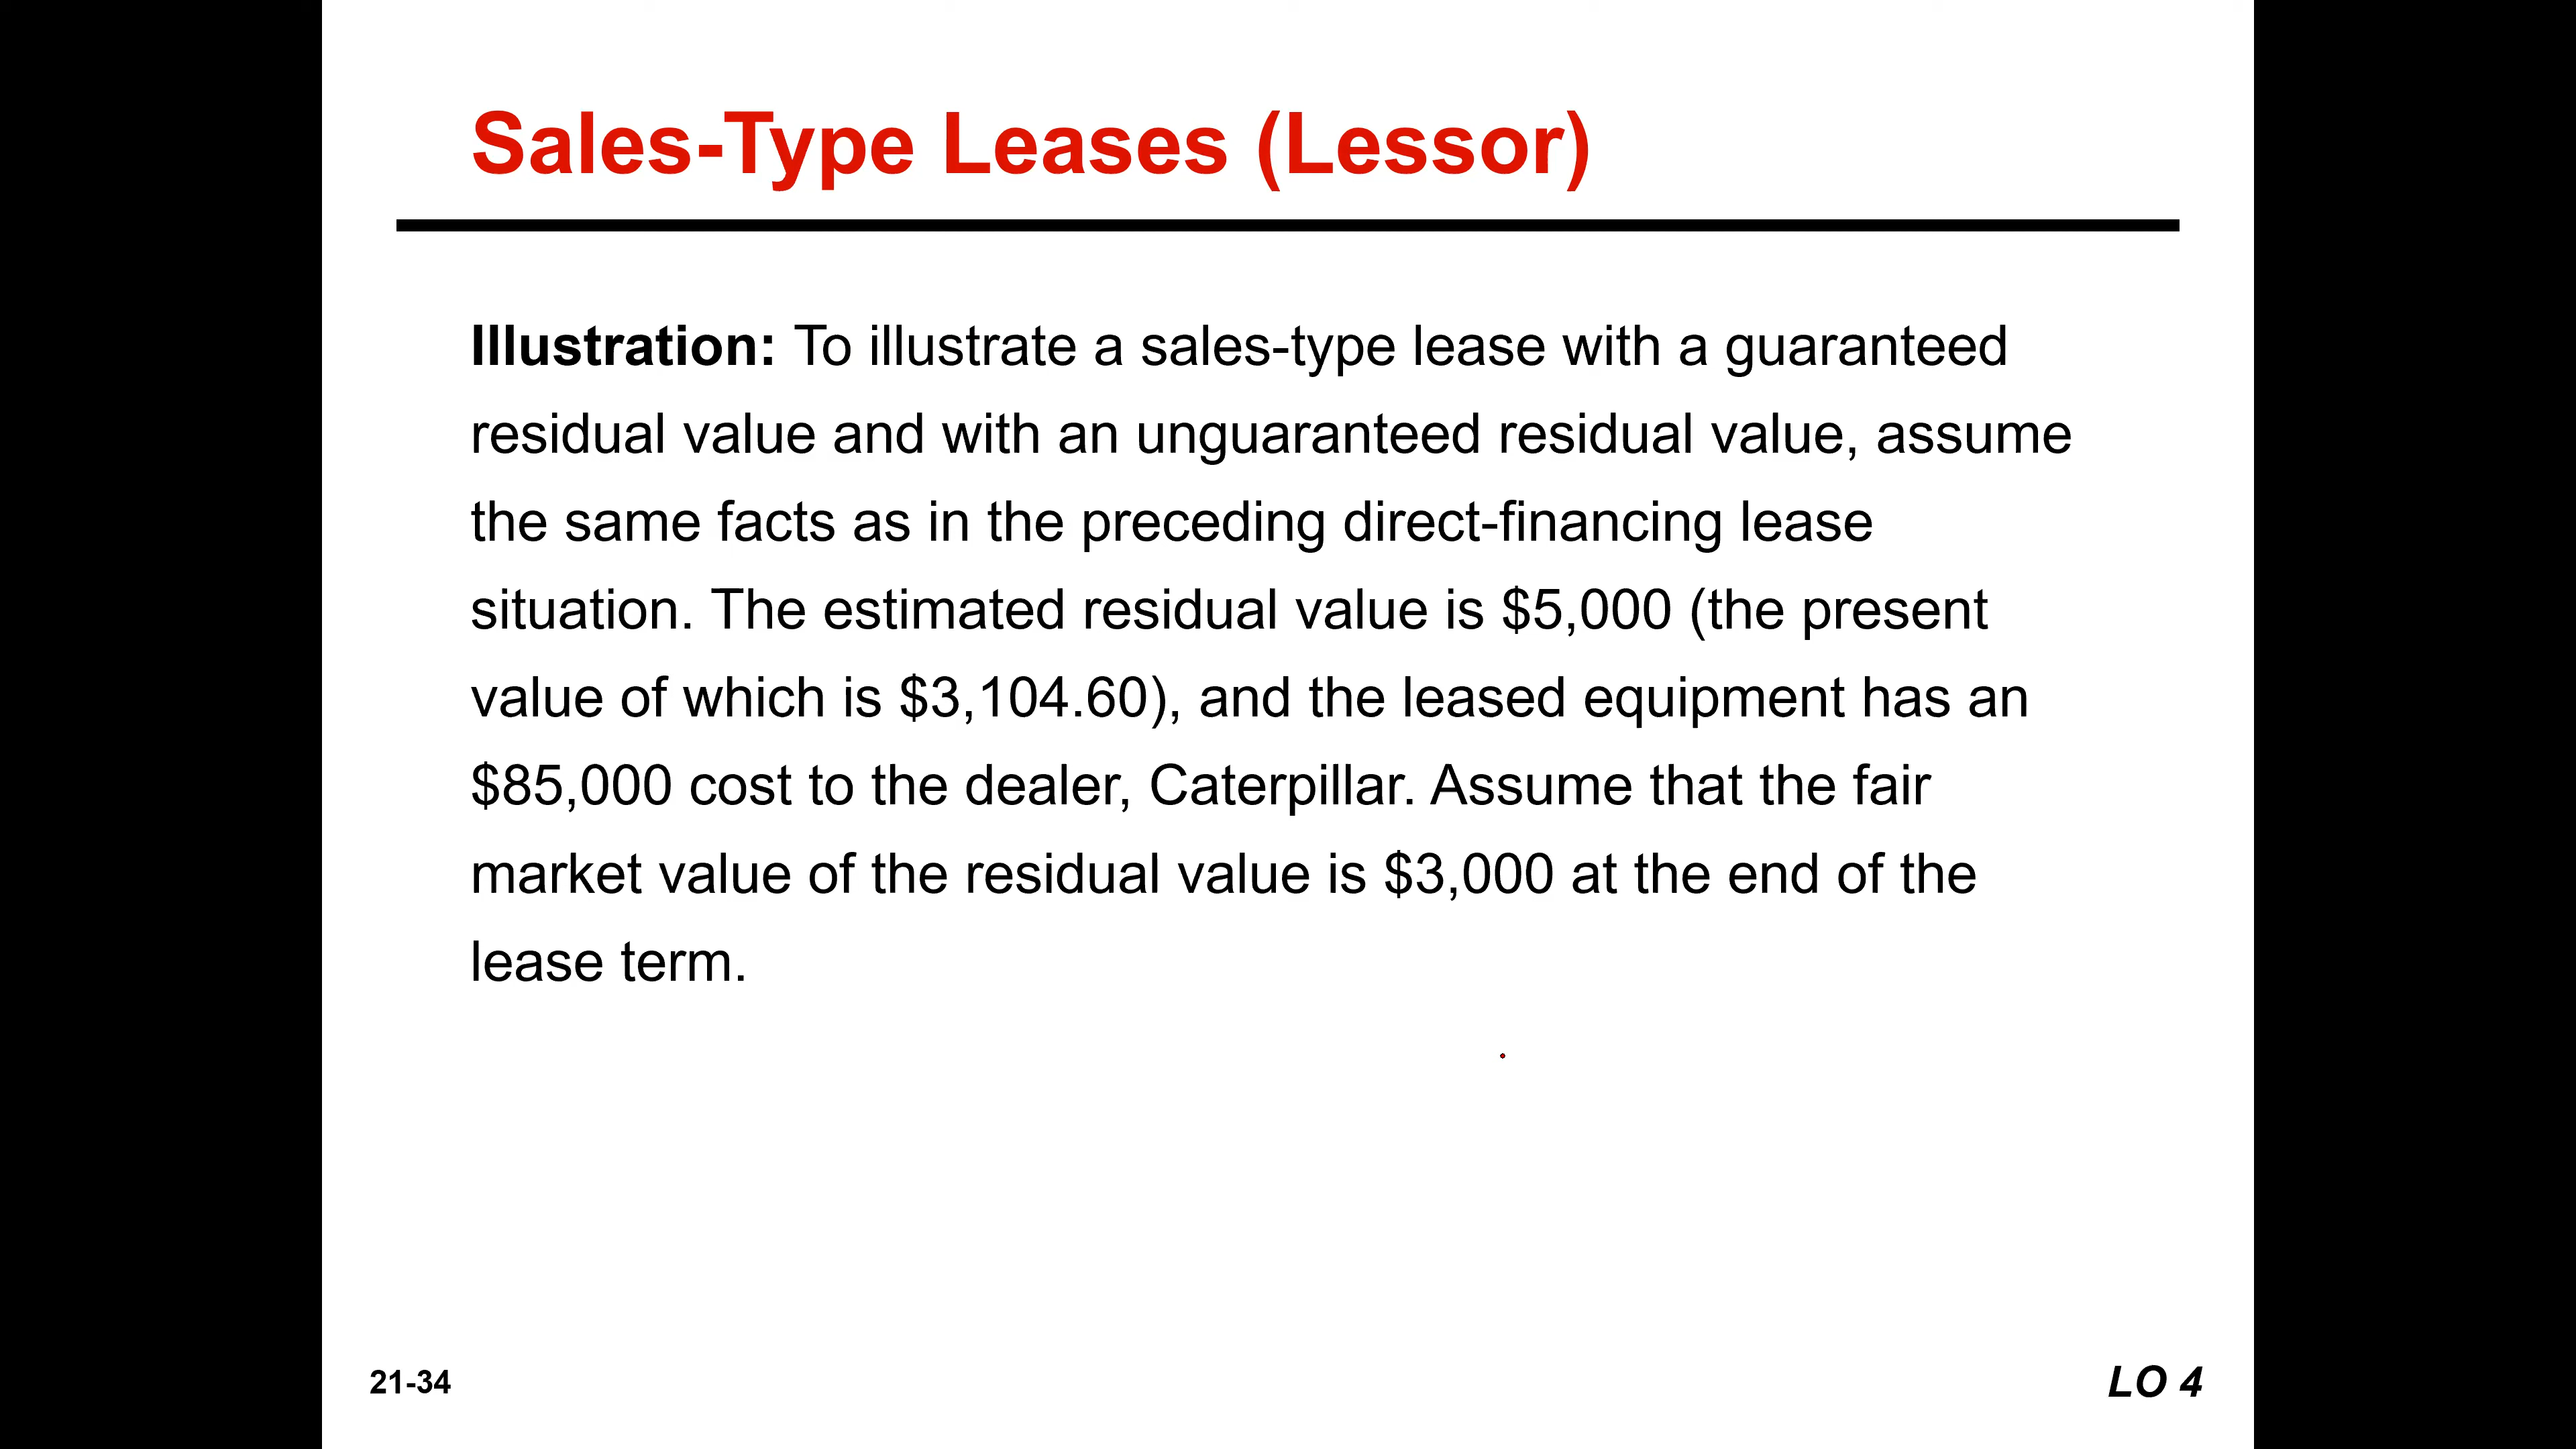 Sales-Type Leases (Lessor)
Illustration: To illustrate a sales-type lease with a guaranteed
residual value and with an unguaranteed residual value, assume
the same facts as in the preceding direct-financing lease
situation. The estimated residual value is $5,000 (the present
value of which is $3,104.60), and the leased equipment has an
$85,000 cost to the dealer, Caterpillar. Assume that the fair
market value of the residual value is $3,000 at the end of the
lease term.
21-34
LO 4